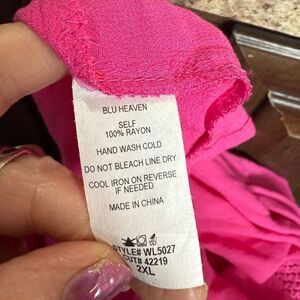 BLU HEAVEN
SELF
100% RAYON
HAND WASH COLD
DO NOT BLEACH LINE DRY
COOL IRON ON REVERSE
IF NEEDED
MADE IN CHINA
STYLE# WL5027
CUT# 42219
2XL